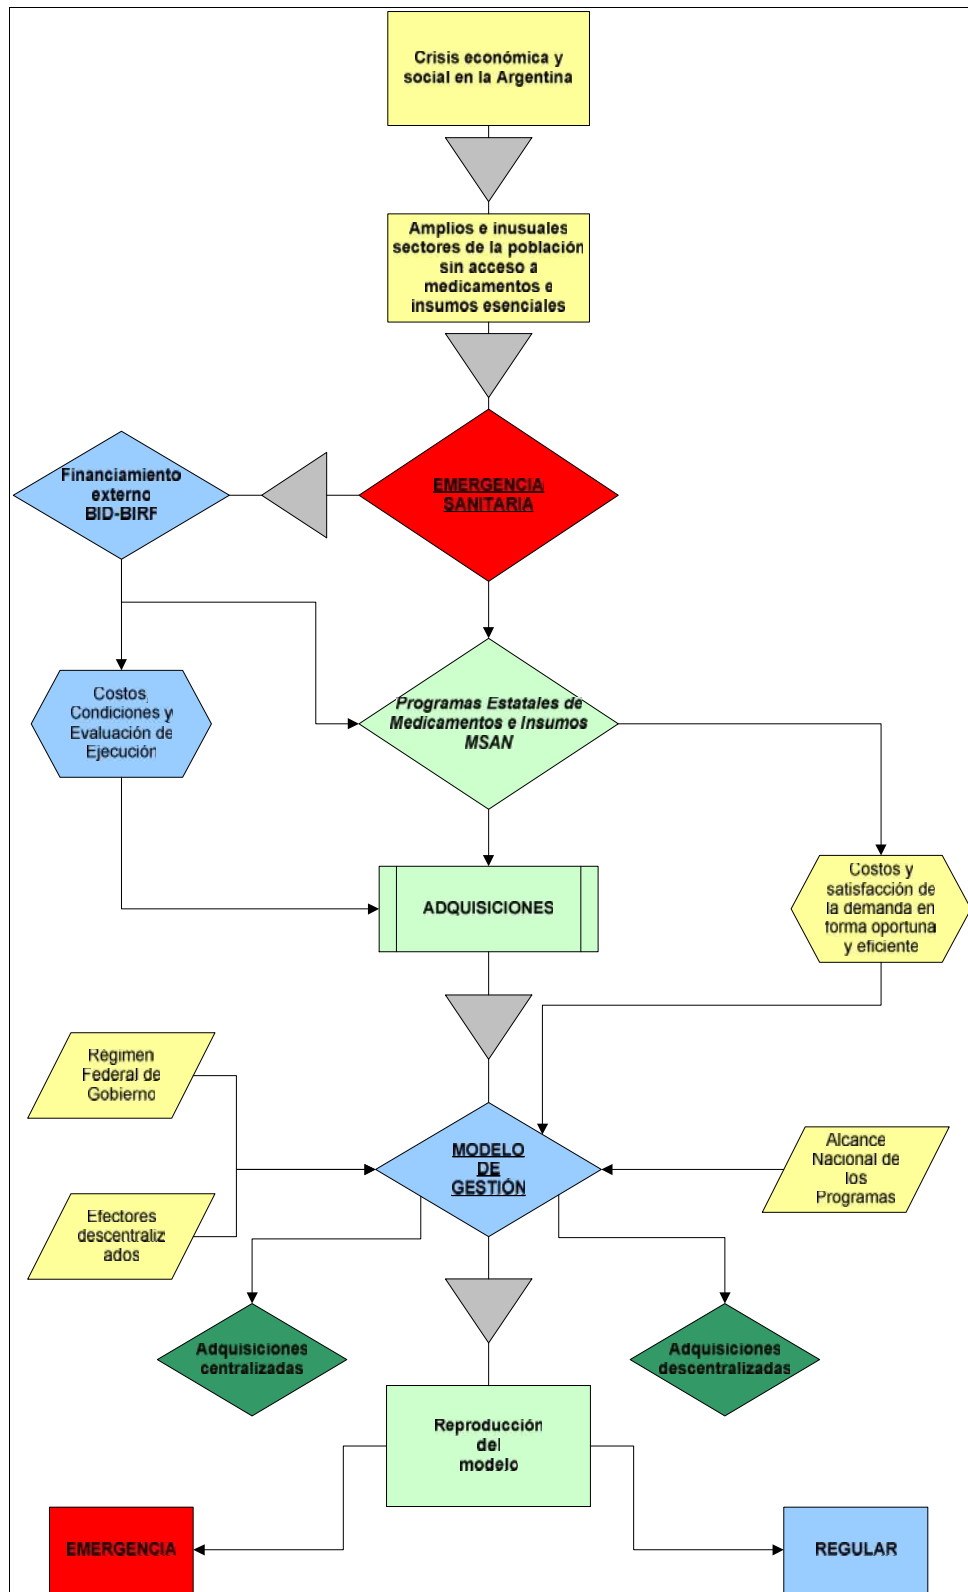 Crisis económica y
social en la Argentina
Amplios e inusuales
sectores de la población
sin acceso a
medicamentos e
insumos esenciales
Financiamiento
externo
BID-BIRF
EMERGENCIA
SANITARIA
Costos,
Condiciones y
Evaluación de
Ejecución
Programas Estatales de
Medicamentos e Insumos
MSAN
ADQUISICIONES
Costos y
satisfacción de
la demanda en
forma oportuna
y eficiente
Régimen
Federal de
Gobierno
MODELO
DE
GESTIÓN
Alcance
Nacional de
los
Programas
Efectores
descentraliz
ados
Adquisiciones
centralizadas
Adquisiciones
descentralizadas
Reproducción
del
modelo
EMERGENCIA
REGULAR